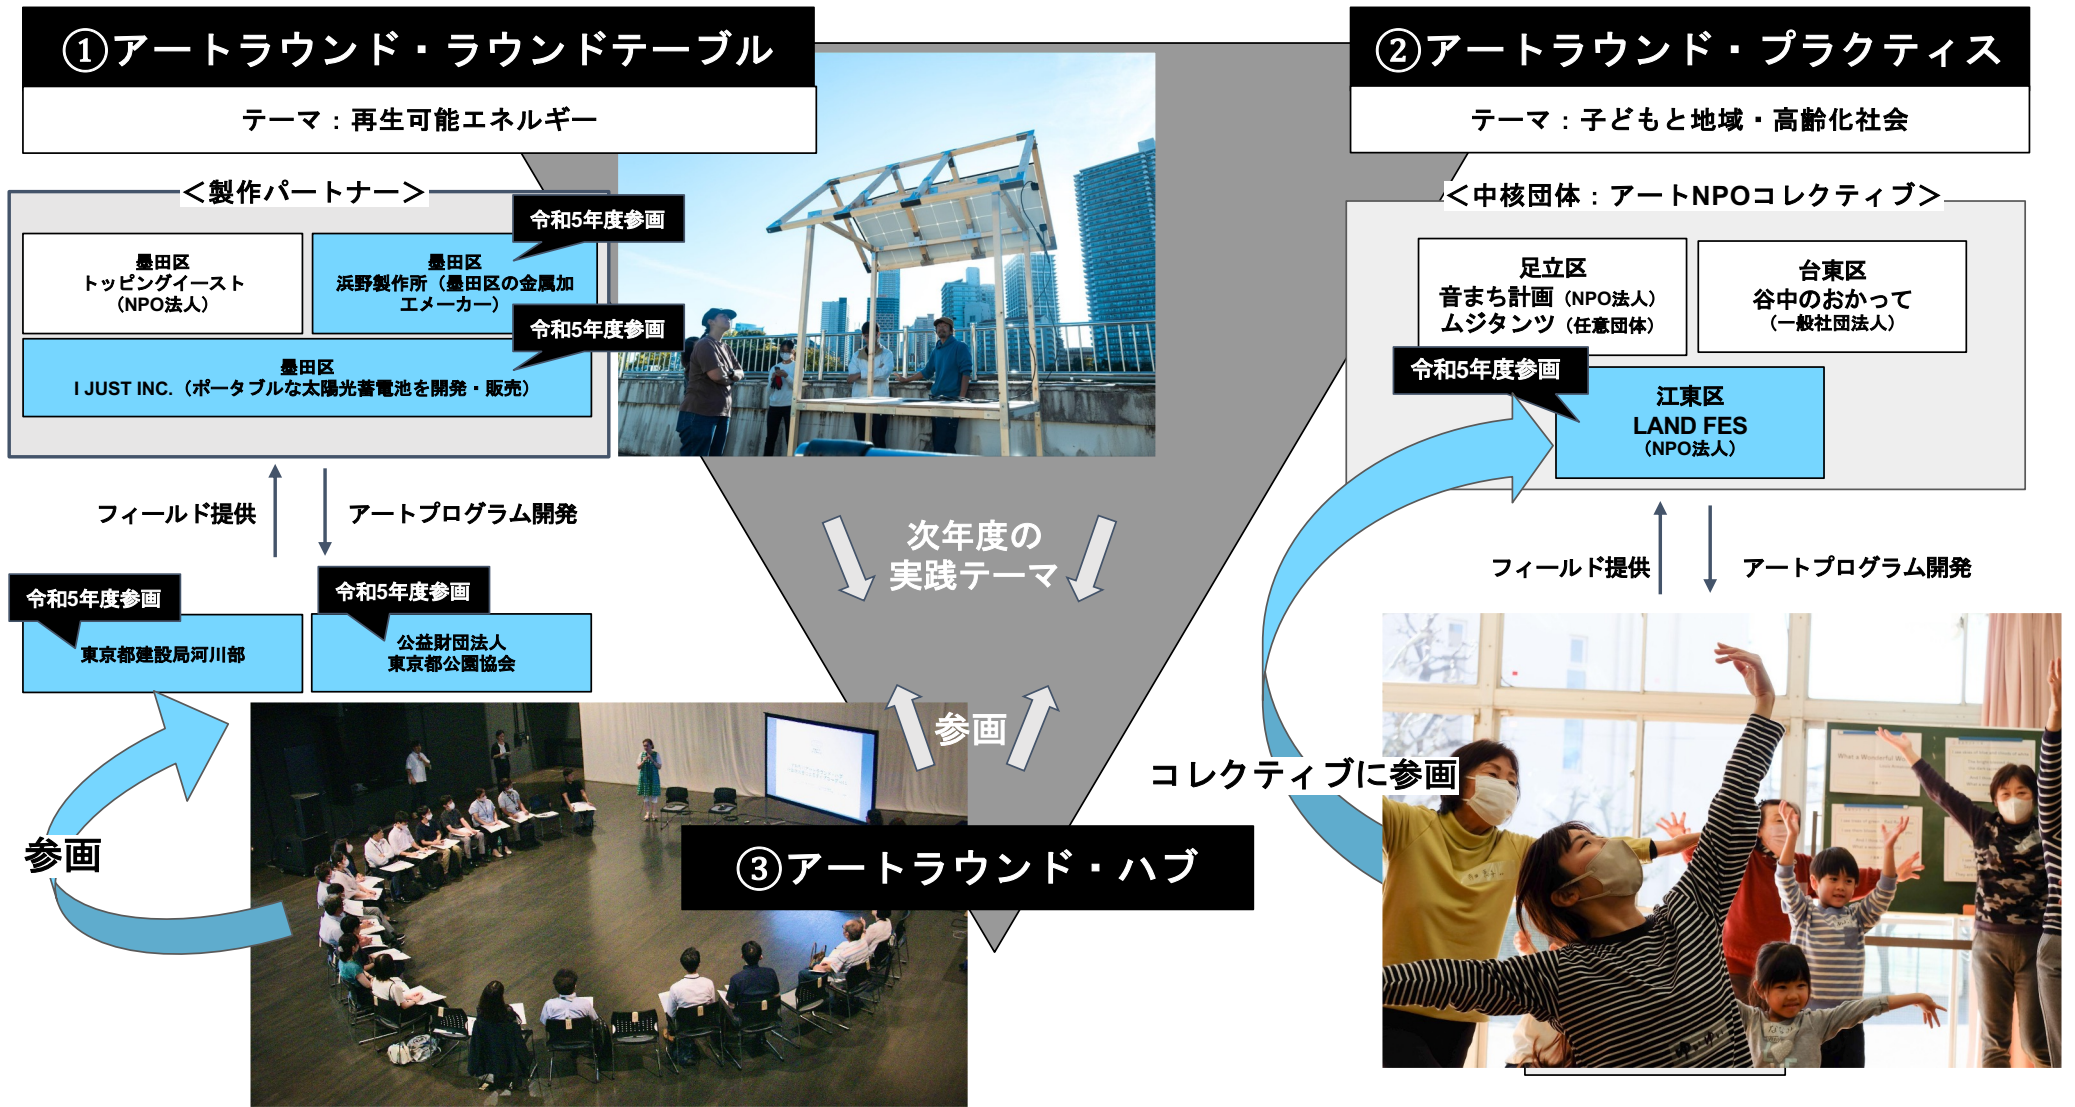 ①アートラウンド・ラウンドテーブル
テーマ：再生可能エネルギー
＜製作パートナー＞
令和5年度参画
墨田区
トッピングイースト
（NPO法人）
墨田区
浜野製作所（墨田区の金属加
工メーカー）
令和5年度参画
墨田区
I JUST INC.（ポータブルな太陽光蓄電池を開発・販売）
フィールド提供
アートプログラム開発
令和5年度参画
東京都建設局河川部
令和5年度参画
公益財団法人
東京都公園協会
参画
次年度の
実践テーマ
参画
③アートラウンド・ハブ
②アートラウンド・プラクティス
テーマ：子どもと地域・高齢化社会
＜中核団体：アートNPOコレクティブ＞
足立区
音まち計画（NPO法人）
ムジタンツ（任意団体）
台東区
谷中のおかって
（一般社団法人）
令和5年度参画
江東区
LAND FES
（NPO法人）
フィールド提供
アートプログラム開発
コレクティブに参画